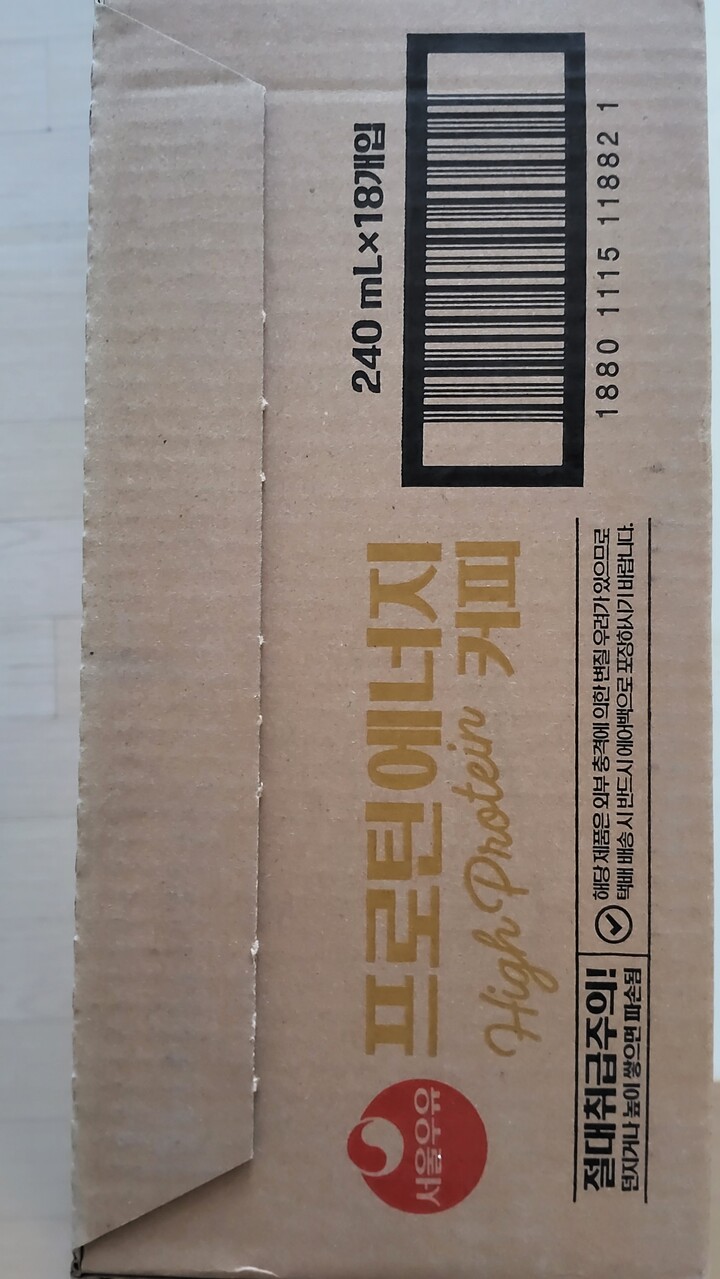 서울우유
프로틴 에너지
High Protein 커피
240 mL×18개입
1880 1115 11882 1
절대취급주의!
던지거나 높이 쌓으면 파손됨
해당 제품은 외부 충격에 의한 변질 우려가 있으므로
택배 배송 시 반드시 에어백으로 포장하시기 바랍니다.